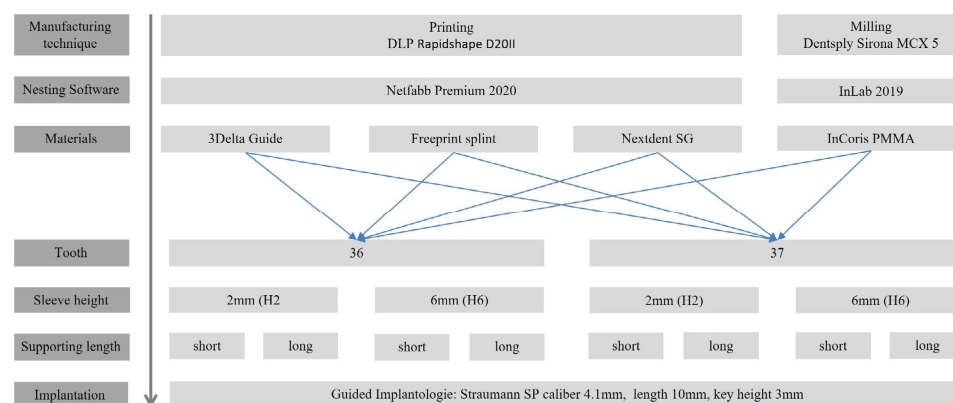 Manufacturing
technique
Printing
DLP Rapidshape D20II
Milling
Dentsply Sirona MCX 5
Nesting Software
Netfabb Premium 2020
InLab 2019
Materials
3Delta Guide
Freeprint splint
Nextdent SG
InCoris PMMA
Tooth
36
37
Sleeve height
2mm (H2
6mm (H6)
2mm (H2)
6mm (H6)
Supporting length
short
long
short
long
short
long
short
long
Implantation
Guided Implantologie: Straumann SP caliber 4.1mm, length 10mm, key height 3mm